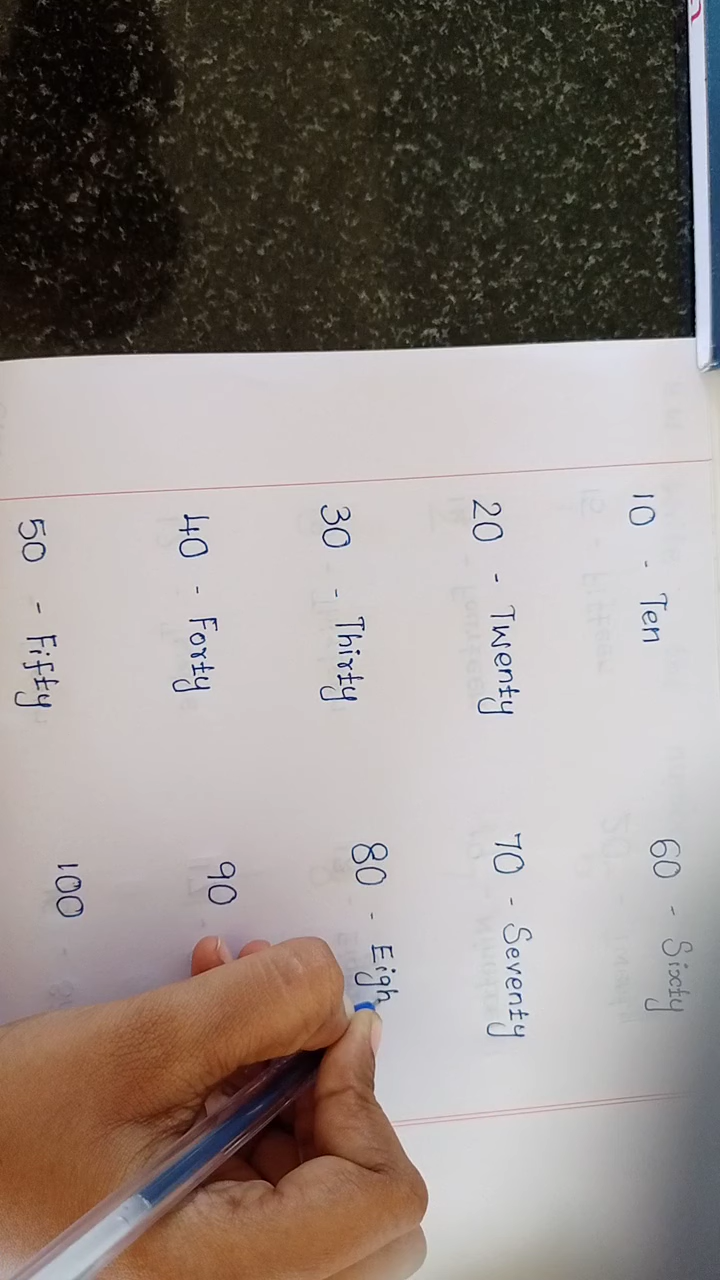 10 - Ten
20 - Twenty
30 - Thirty
40 - Forty
50 - Fifty
60 - Sixty
70 - Seventy
80 - Eigh
90
100